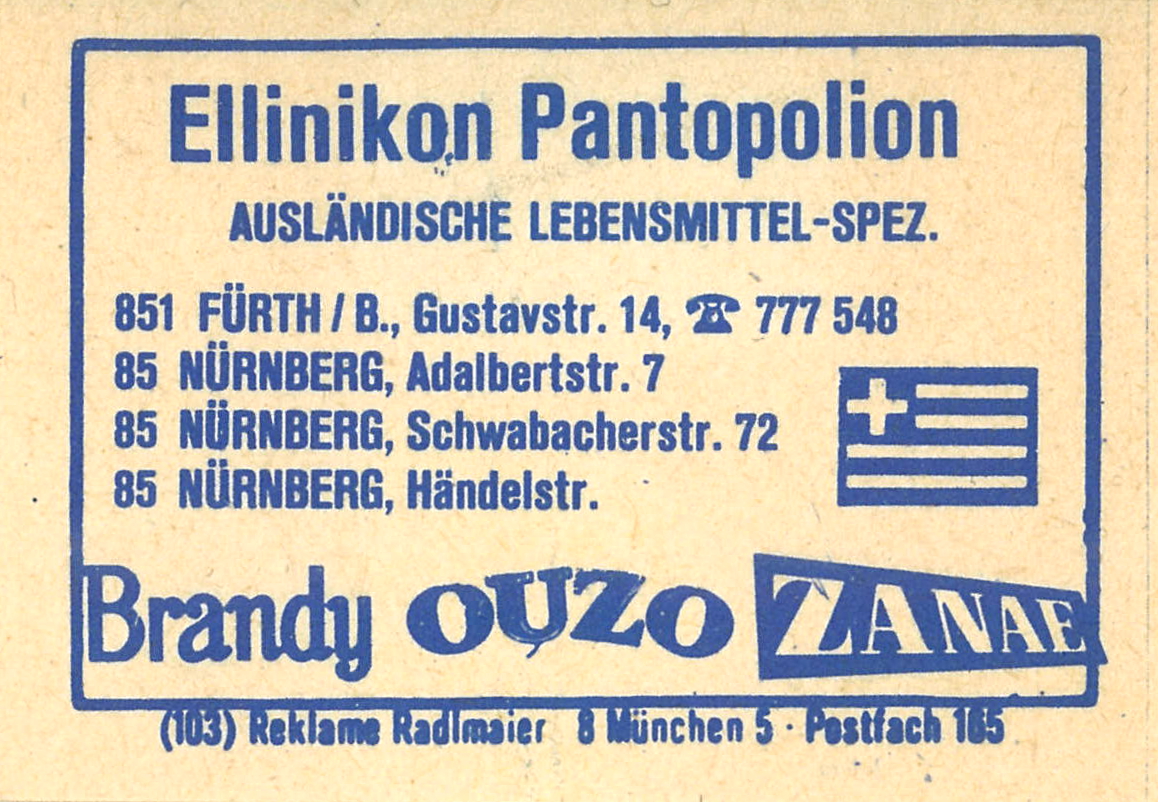 Ellinikon Pantopolion
AUSLÄNDISCHE LEBENSMITTEL-SPEZ.
851 FÜRTH / B., Gustavstr. 14, ☎ 777 548
85 NÜRNBERG, Adalbertstr. 7
85 NÜRNBERG, Schwabacherstr. 72
85 NÜRNBERG, Händelstr.
Brandy OUZO ZANAE
(103) Reklame Radlmaier 8 München 5 · Postfach 165